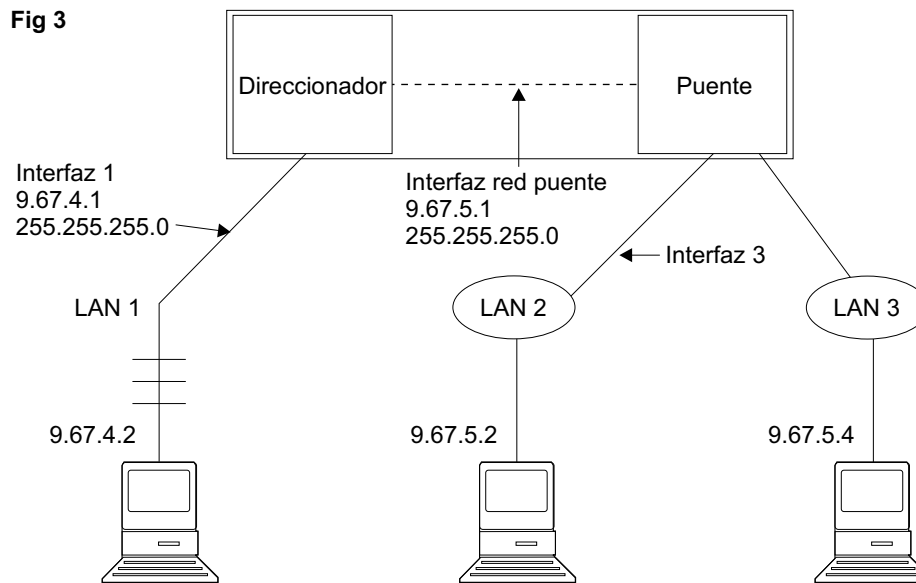 Fig 3
Direccionador
Puente
Interfaz 1
9.67.4.1
255.255.255.0
Interfaz red puente
9.67.5.1
255.255.255.0
Interfaz 3
LAN 1
LAN 2
LAN 3
9.67.4.2
9.67.5.2
9.67.5.4